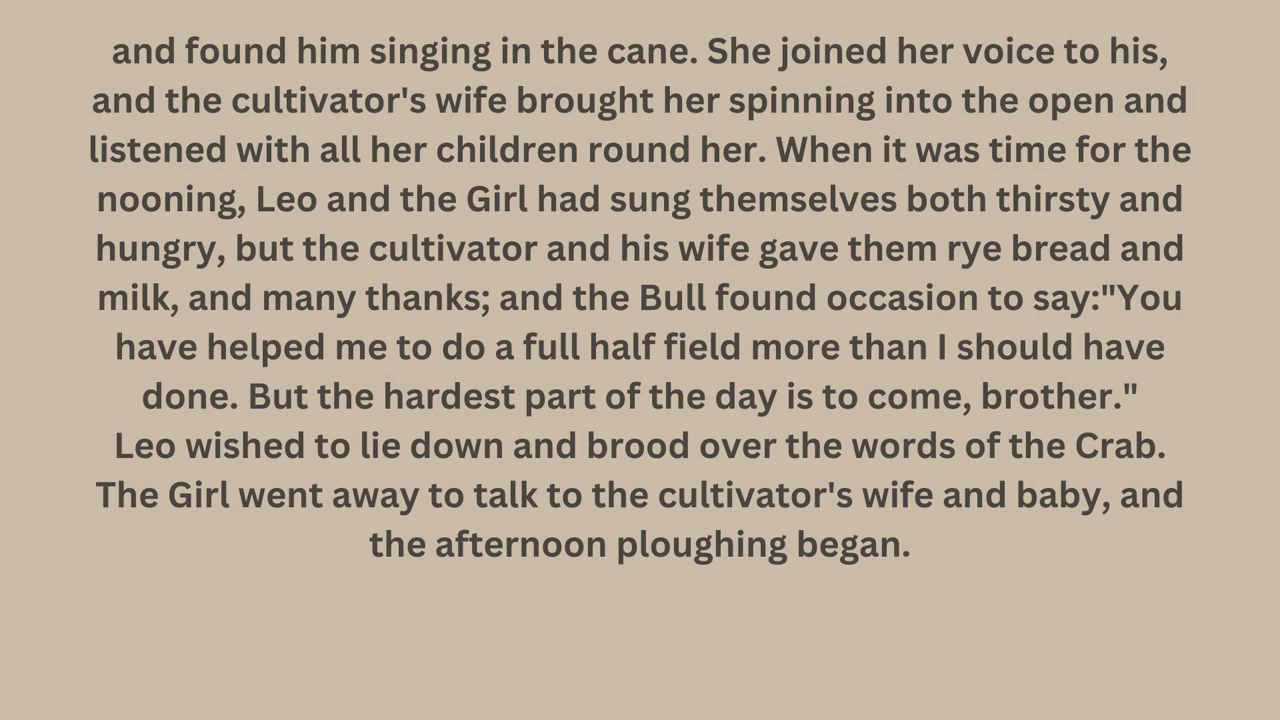 and found him singing in the cane. She joined her voice to his,
and the cultivator's wife brought her spinning into the open and
listened with all her children round her. When it was time for the
nooning, Leo and the Girl had sung themselves both thirsty and
hungry, but the cultivator and his wife gave them rye bread and
milk, and many thanks; and the Bull found occasion to say:"You
have helped me to do a full half field more than I should have
done. But the hardest part of the day is to come, brother."
Leo wished to lie down and brood over the words of the Crab.
The Girl went away to talk to the cultivator's wife and baby, and
the afternoon ploughing began.